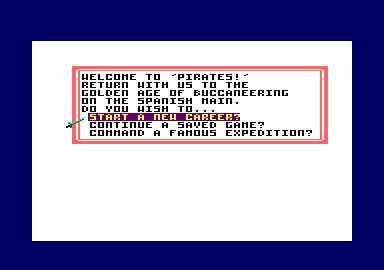 WELCOME TO 'PIRATES!'
RETURN WITH US TO THE
GOLDEN AGE OF BUCCANEERING
ON THE SPANISH MAIN.
DO YOU WISH TO...
START A NEW CAREER?
CONTINUE A SAVED GAME?
COMMAND A FAMOUS EXPEDITION?